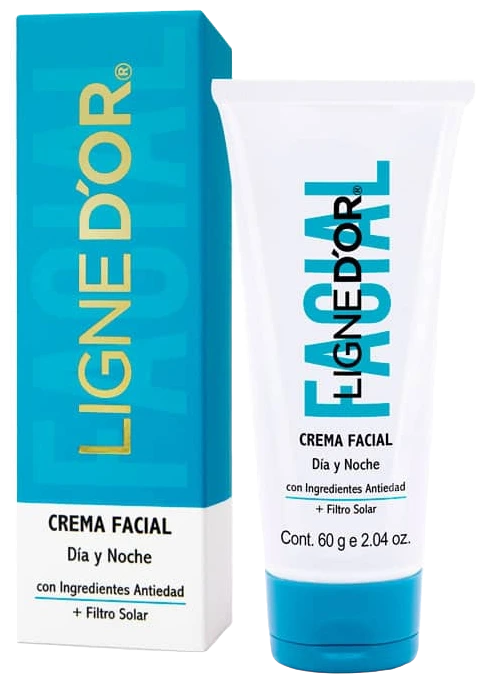 FACIAL
LIGNE D'OR®
CREMA FACIAL
Día y Noche
con Ingredientes Antiedad
+ Filtro Solar
FACIAL
LIGNE D'OR®
CREMA FACIAL
Día y Noche
con Ingredientes Antiedad
+ Filtro Solar
Cont. 60 g e 2.04 oz.